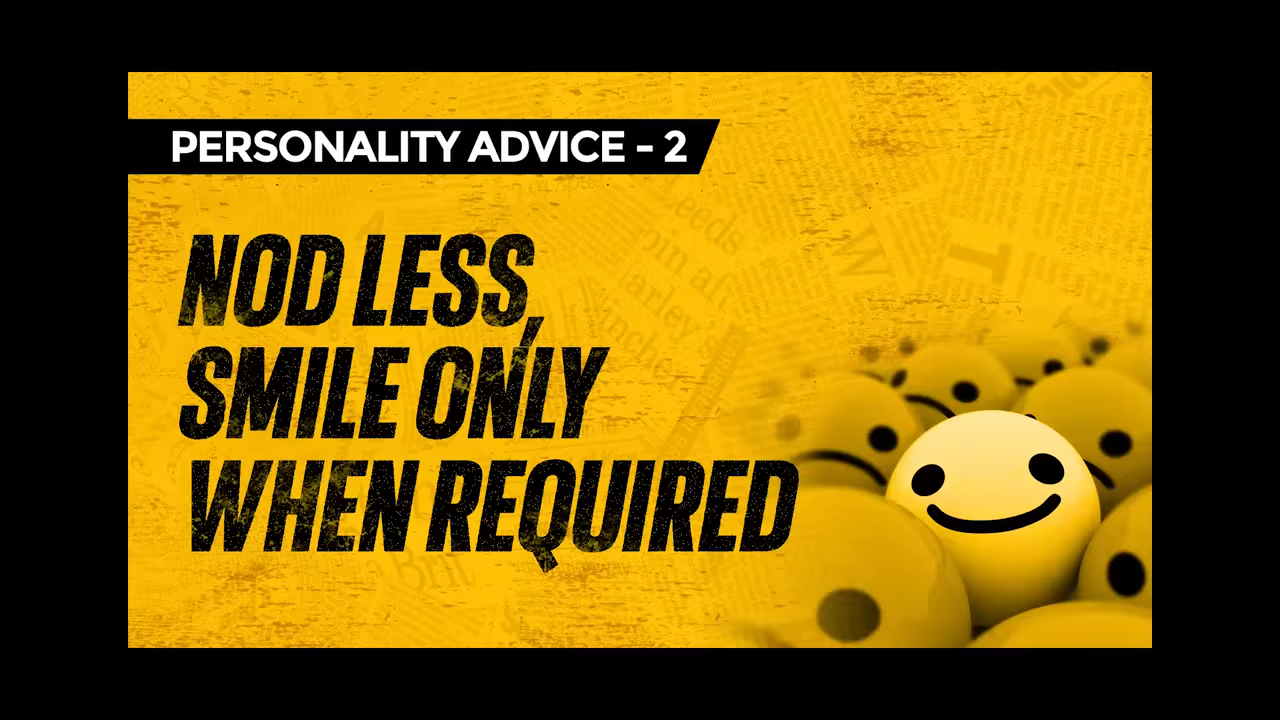 PERSONALITY ADVICE - 2
NOD LESS,
SMILE ONLY
WHEN REQUIRED